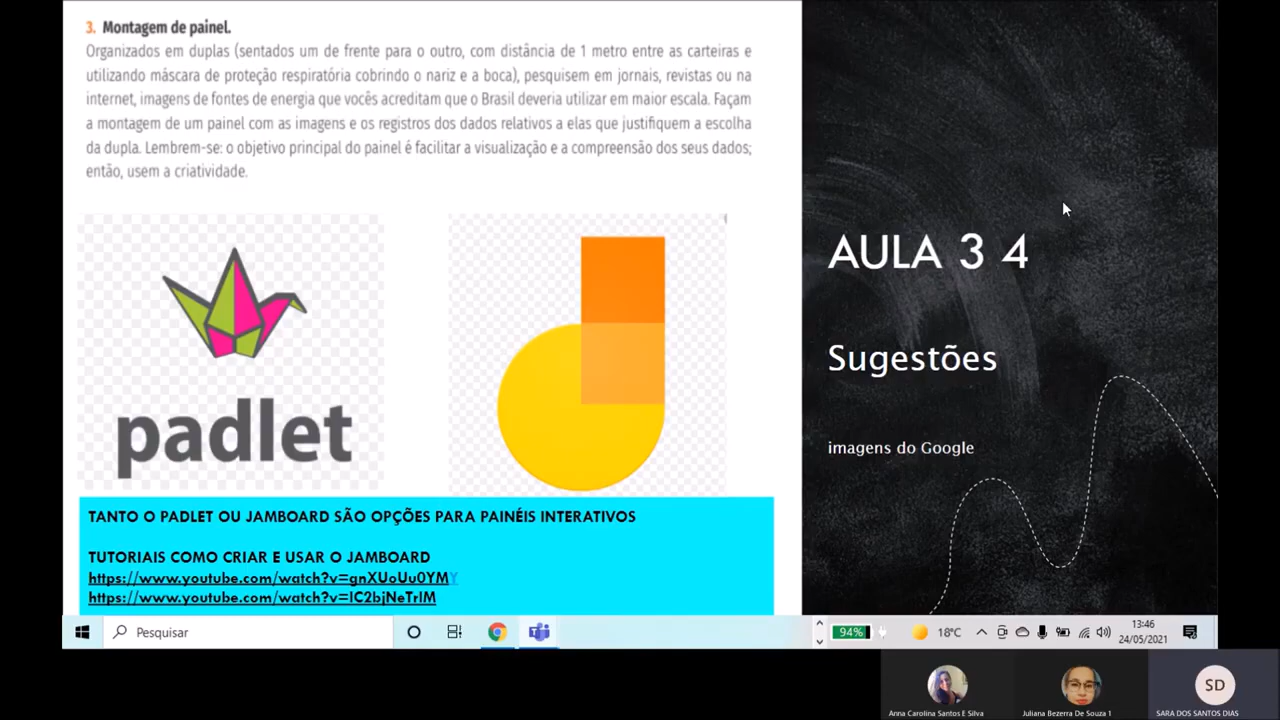 3. Montagem de painel.
Organizados em duplas (sentados um de frente para o outro, com distância de 1 metro entre as carteiras e
utilizando máscara de proteção respiratória cobrindo o nariz e a boca), pesquisem em jornais, revistas ou na
internet, imagens de fontes de energia que vocês acreditam que o Brasil deveria utilizar em maior escala. Façam
a montagem de um painel com as imagens e os registros dos dados relativos a elas que justifiquem a escolha
da dupla. Lembrem-se: o objetivo principal do painel é facilitar a visualização e a compreensão dos seus dados;
então, usem a criatividade.
padlet
TANTO O PADLET OU JAMBOARD SÃO OPÇÕES PARA PAINÉIS INTERATIVOS
TUTORIAIS COMO CRIAR E USAR O JAMBOARD
https://www.youtube.com/watch?v=gnXUoUu0YMY
https://www.youtube.com/watch?v=lC2bjNeTrlM
AULA 3 4
Sugestões
imagens do Google
Pesquisar
94%
18°C
13:46
24/05/2021
Anna Carolina Santos E Silva
Juliana Bezerra De Souza 1
SD
SARA DOS SANTOS DIAS